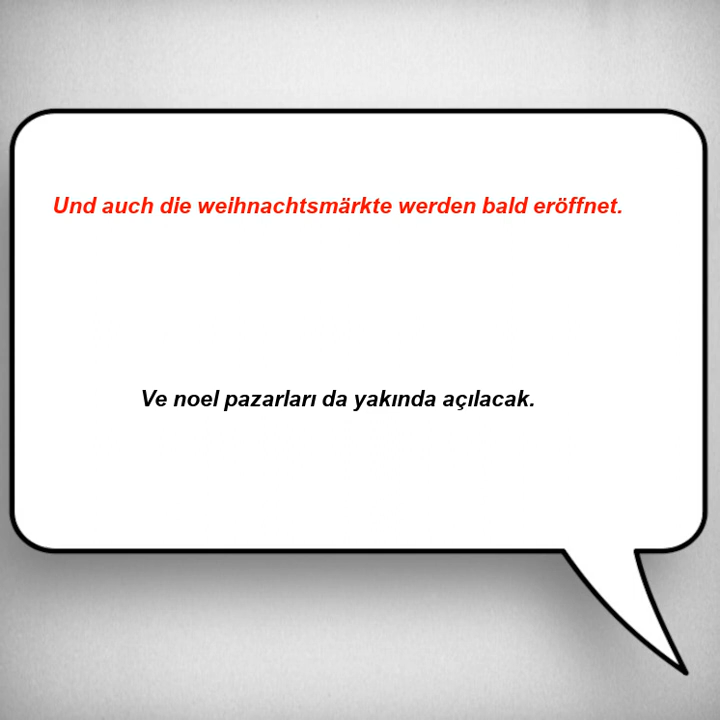 Und auch die weihnachtsmärkte werden bald eröffnet.
Ve noel pazarları da yakında açılacak.